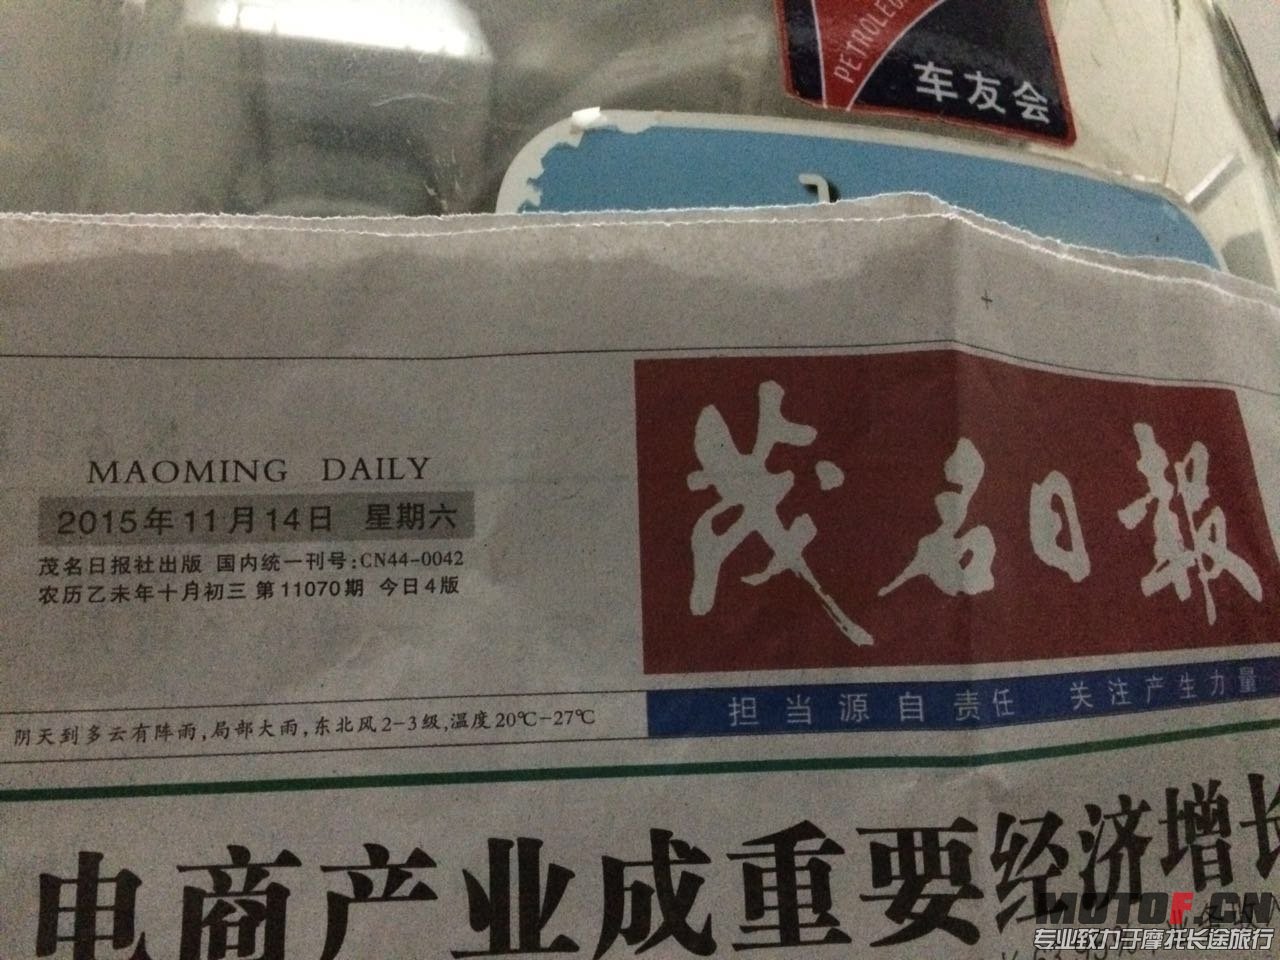 车友会
MAOMING DAILY
2015年11月14日 星期六
茂名日报社出版 国内统一刊号:CN44-0042
农历乙未年十月初三 第11070期 今日4版
茂名日報
担当源自责任 关注产生力量
阴天到多云有阵雨,局部大雨,东北风2-3级,温度20℃-27℃
电商产业成重要经济增长
MOTOF.CN
专业致力于摩托长途旅行